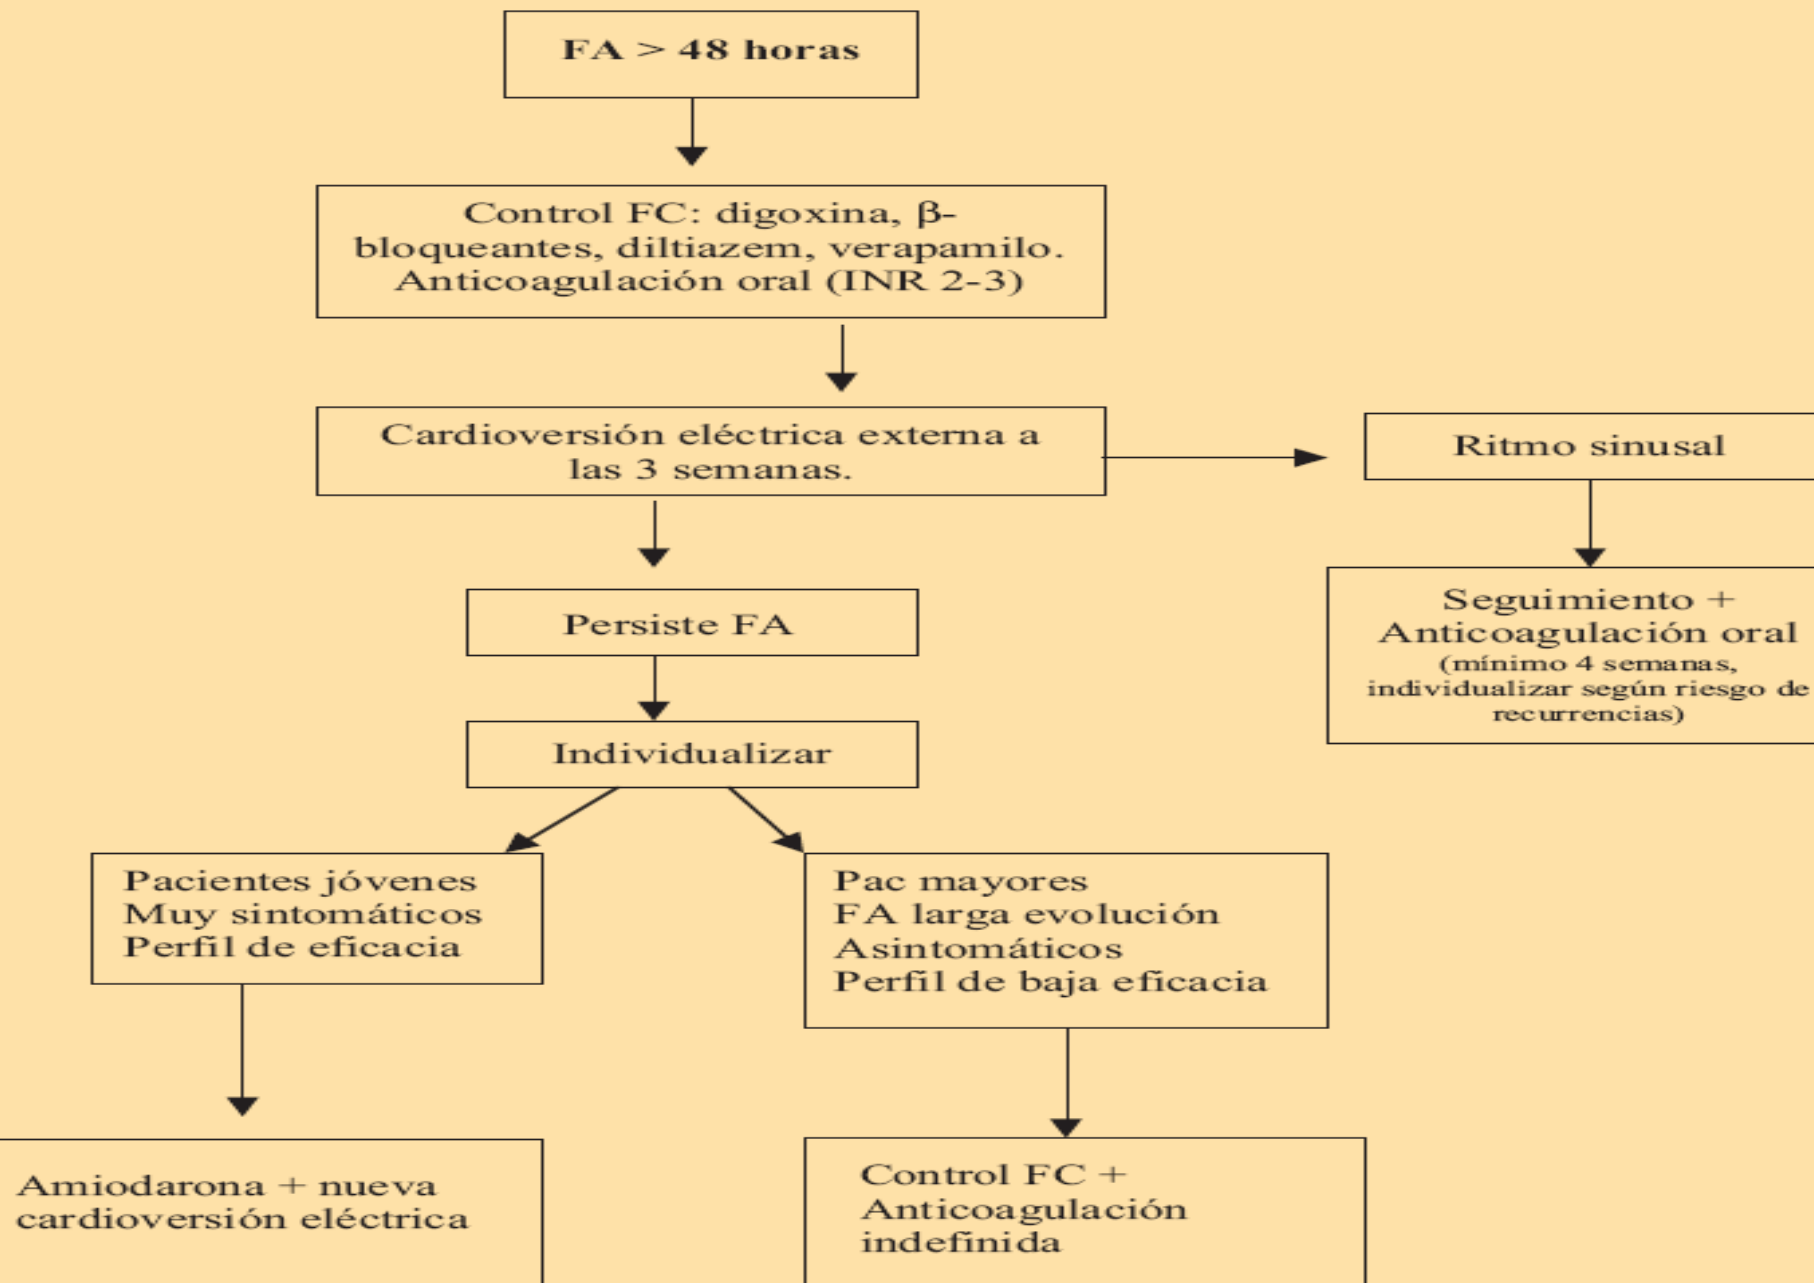 FA > 48 horas
Control FC: digoxina, β-
bloqueantes, diltiazem, verapamilo.
Anticoagulación oral (INR 2-3)
Cardioversión eléctrica externa a
las 3 semanas.
Ritmo sinusal
Seguimiento +
Anticoagulación oral
(mínimo 4 semanas,
individualizar según riesgo de
recurrencias)
Persiste FA
Individualizar
Pacientes jóvenes
Muy sintomáticos
Perfil de eficacia
Pac mayores
FA larga evolución
Asintomáticos
Perfil de baja eficacia
Amiodarona + nueva
cardioversión eléctrica
Control FC +
Anticoagulación
indefinida